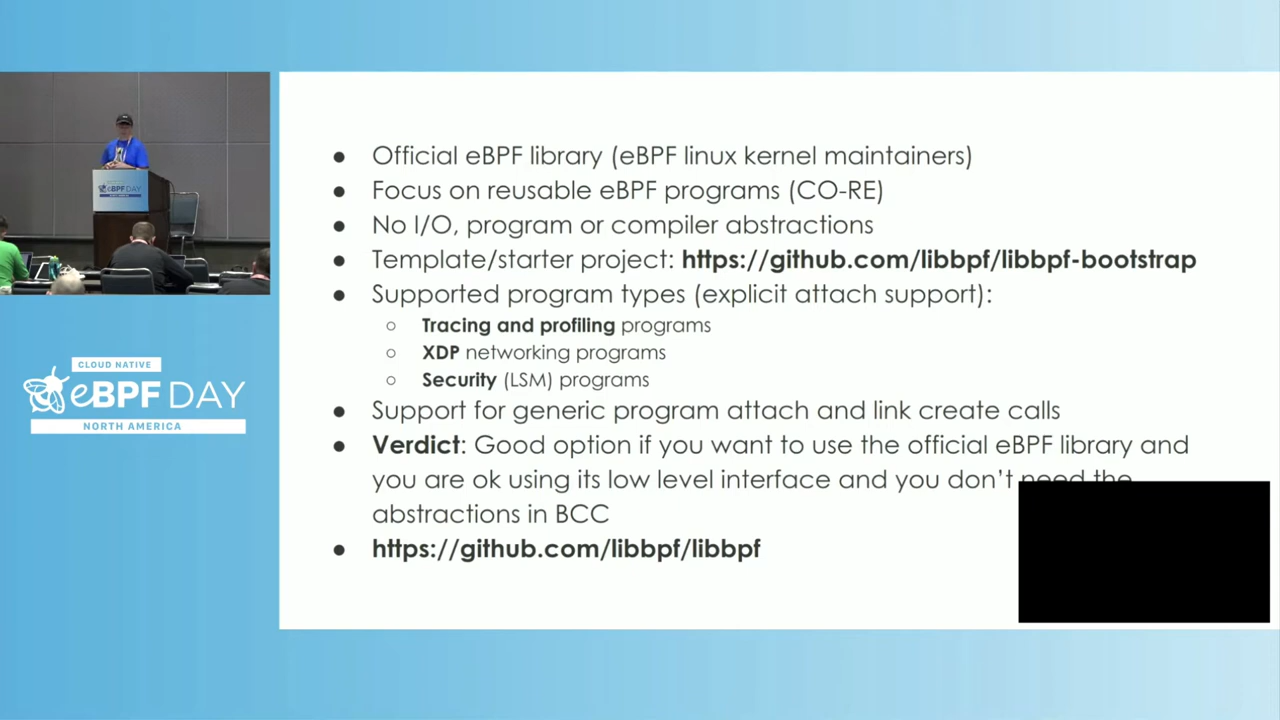 Official eBPF library (eBPF linux kernel maintainers)
Focus on reusable eBPF programs (CO-RE)
No I/O, program or compiler abstractions
Template/starter project: https://github.com/libbpf/libbpf-bootstrap
Supported program types (explicit attach support):
Tracing and profiling programs
XDP networking programs
Security (LSM) programs
Support for generic program attach and link create calls
Verdict: Good option if you want to use the official eBPF library and
you are ok using its low level interface and you don't need the
abstractions in BCC
https://github.com/libbpf/libbpf
eBPF DAY
CLOUD NATIVE
eBPF DAY
NORTH AMERICA